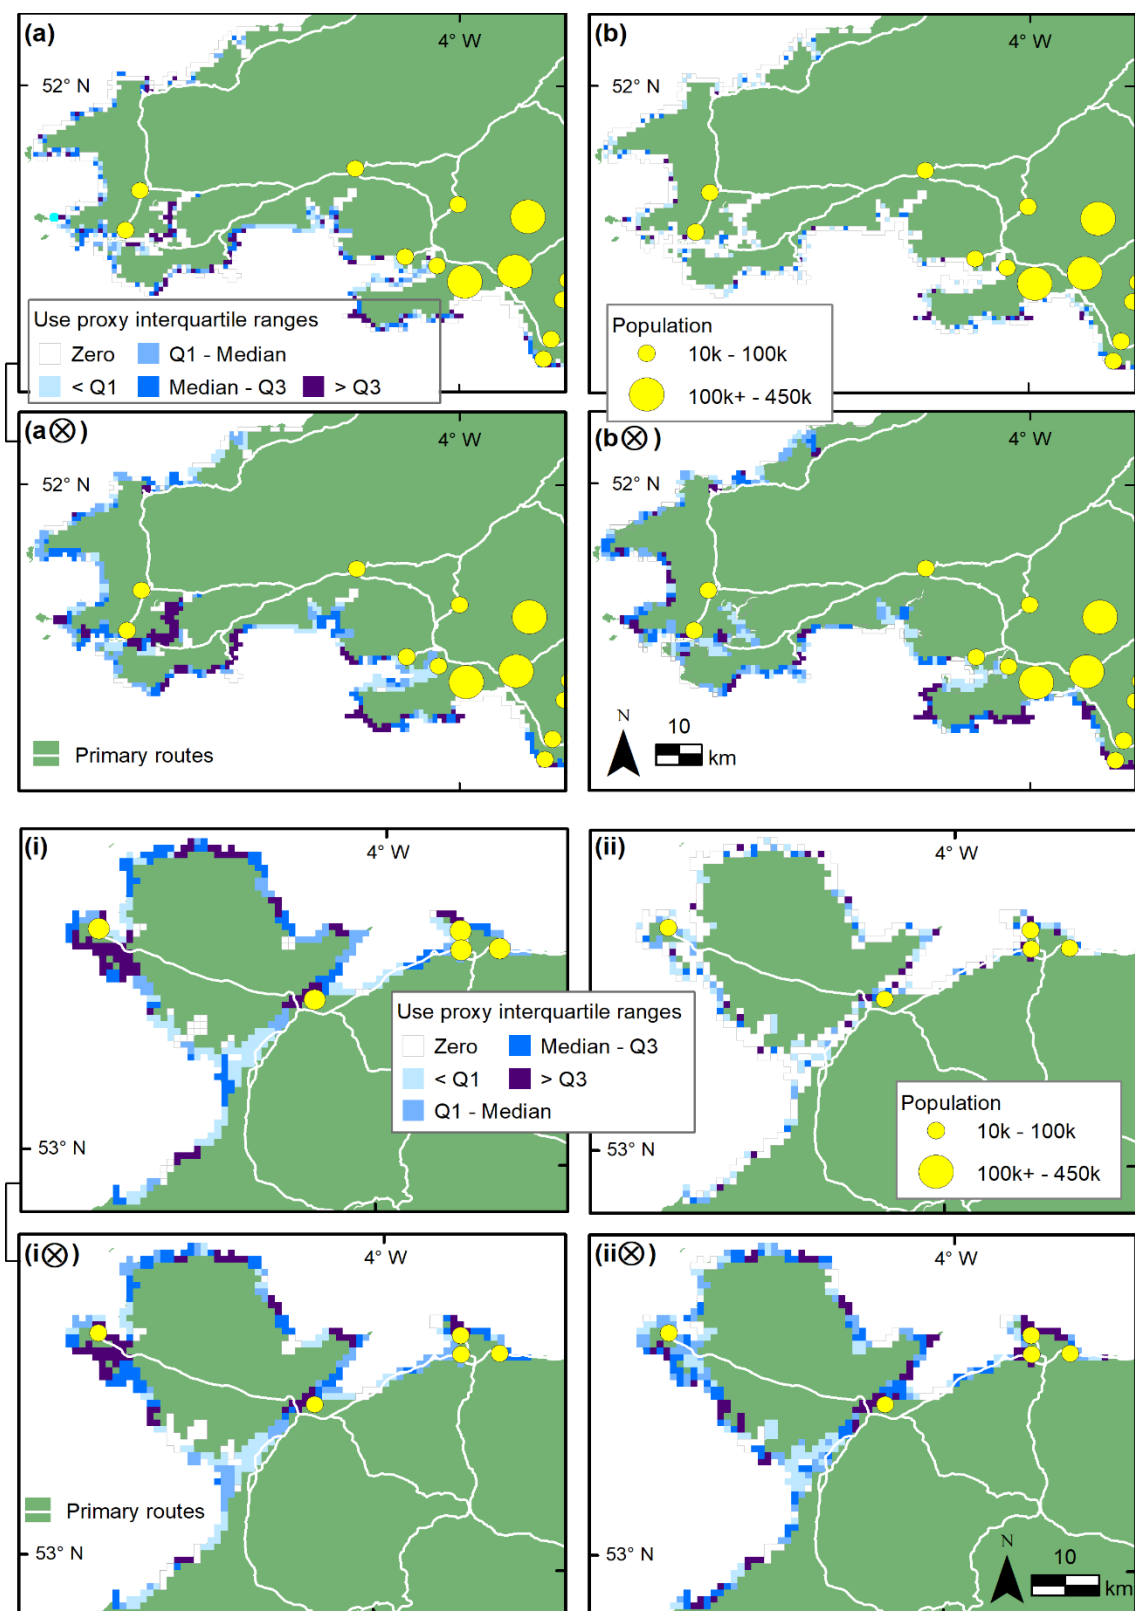 (a)
4° W
52° N
(b)
4° W
52° N
Use proxy interquartile ranges
Zero
Q1 - Median
< Q1
Median - Q3
> Q3
Population
10k - 100k
100k+ - 450k
(a⊗)
4° W
52° N
Primary routes
(b⊗)
4° W
52° N
N
10
km
(i)
4° W
53° N
(ii)
4° W
53° N
Use proxy interquartile ranges
Zero
Median - Q3
< Q1
> Q3
Q1 - Median
Population
10k - 100k
100k+ - 450k
(i⊗)
4° W
Primary routes
53° N
(ii⊗)
4° W
53° N
N
10
km